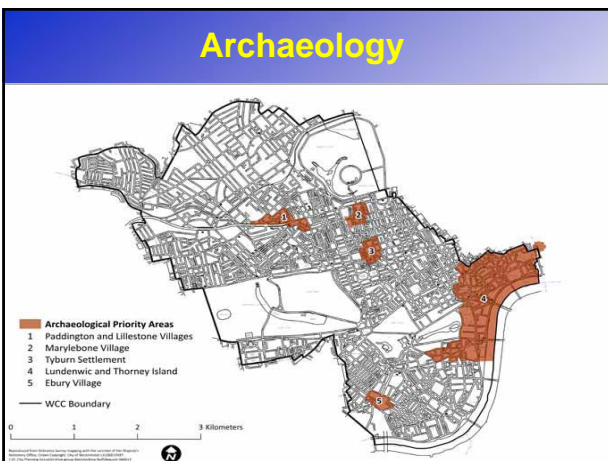 Archaeology
1
2
3
4
5
Archaeological Priority Areas
1 Paddington and Lillestone Villages
2 Marylebone Village
3 Tyburn Settlement
4 Lundenwic and Thorney Island
5 Ebury Village
WCC Boundary
0 1 2 3 Kilometers
N